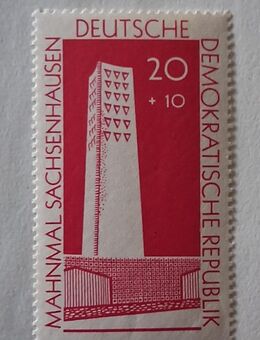 MAHNMAL SACHSENHAUSEN
DEUTSCHE
DEMOKRATISCHE REPUBLIK
20
+ 10